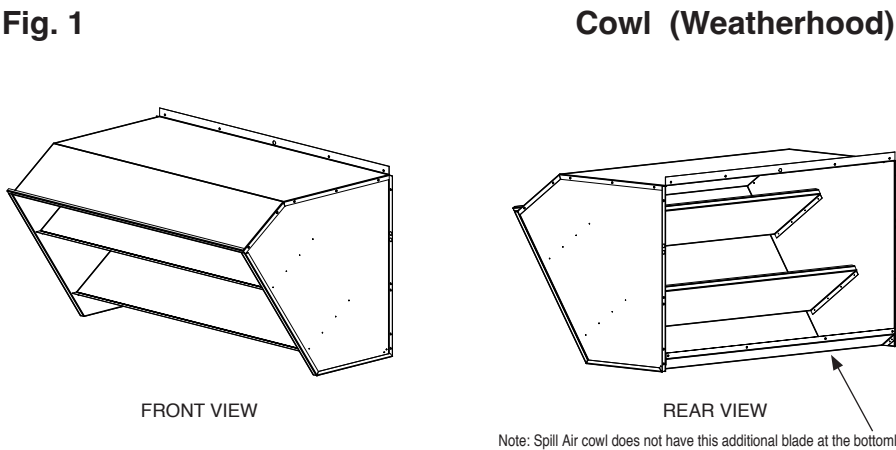 Fig. 1
Cowl (Weatherhood)
FRONT VIEW
REAR VIEW
Note: Spill Air cowl does not have this additional blade at the bottom